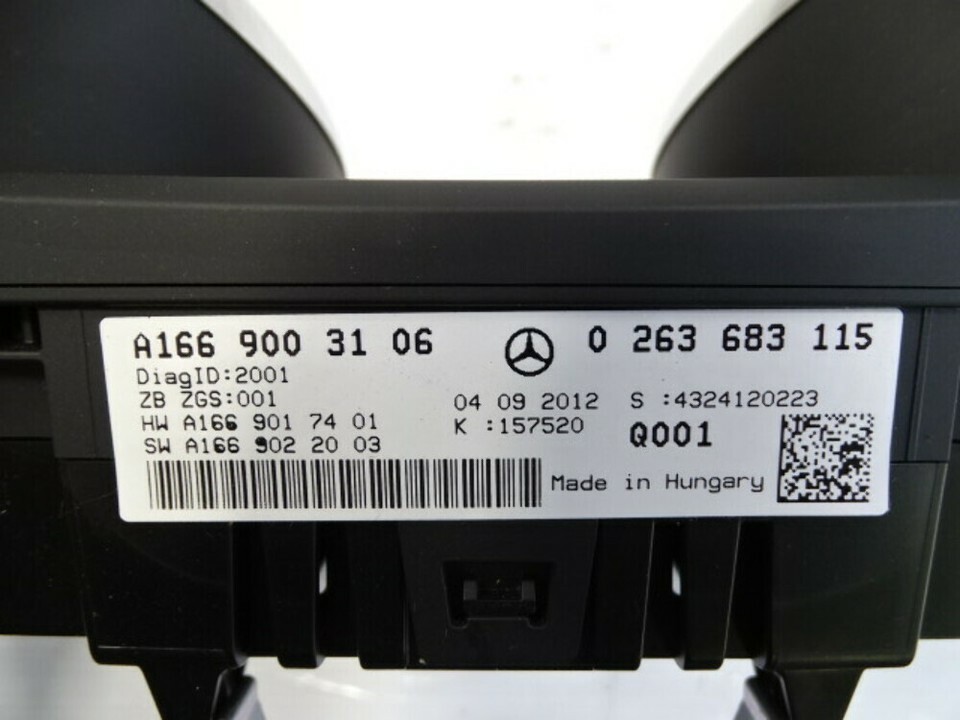 A166 900 31 06 0 263 683 115
DiagID:2001
ZB ZGS:001 04 09 2012 S :4324120223
HW A166 901 74 01 K :157520 Q001
SW A166 902 20 03
Made in Hungary